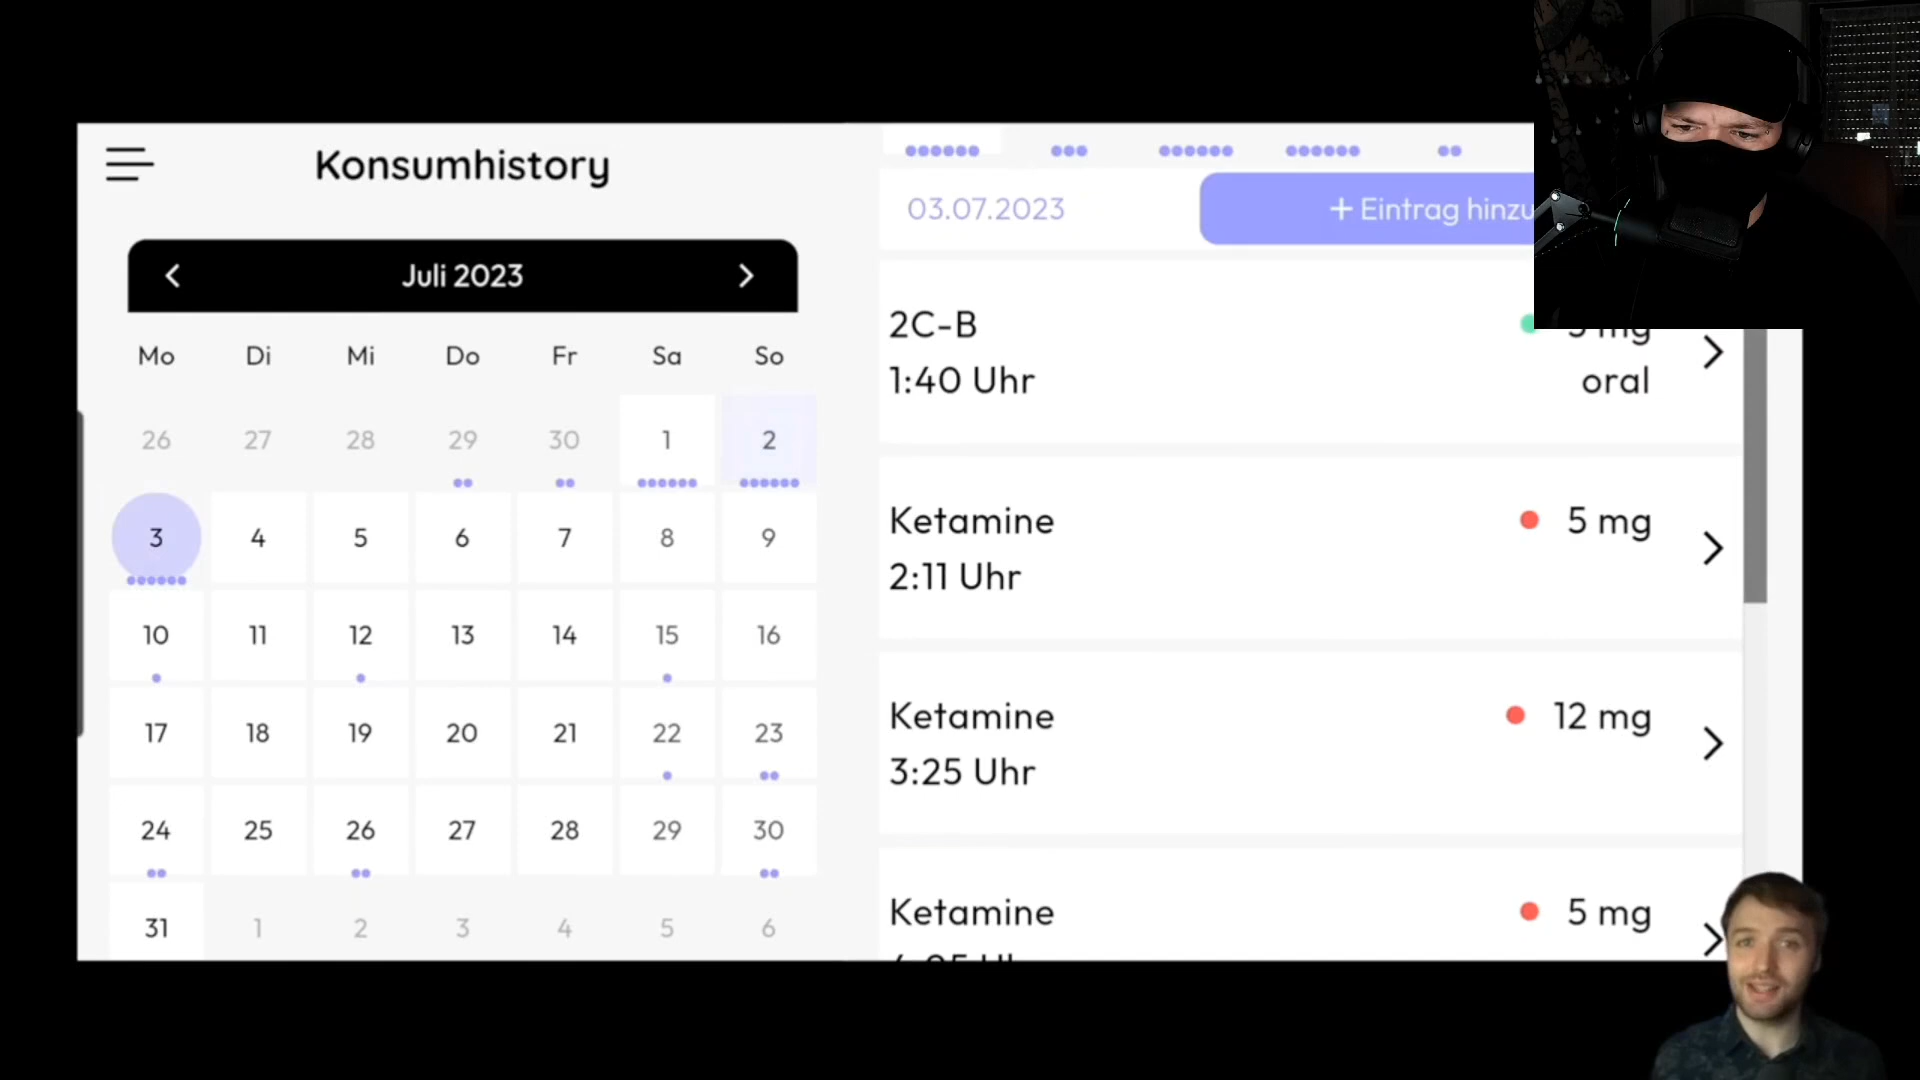 Konsumhistory
Juli 2023
Mo Di Mi Do Fr Sa So
26 27 28 29 30 1 2
3 4 5 6 7 8 9
10 11 12 13 14 15 16
17 18 19 20 21 22 23
24 25 26 27 28 29 30
31 1 2 3 4 5 6
03.07.2023
+ Eintrag hinzu
2C-B
1:40 Uhr
mg
oral
Ketamine
5 mg
2:11 Uhr
Ketamine
12 mg
3:25 Uhr
Ketamine
5 mg